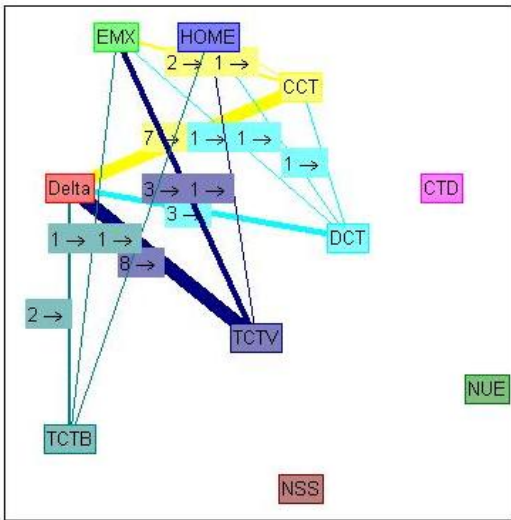 EMX HOME
2 → 1 →
CCT
7 → 1 → 1 →
1 →
Delta
3 → 1 →
CTD
3 →
DCT
1 → 1 →
8 →
2 →
TCTV
NUE
TCTB
NSS